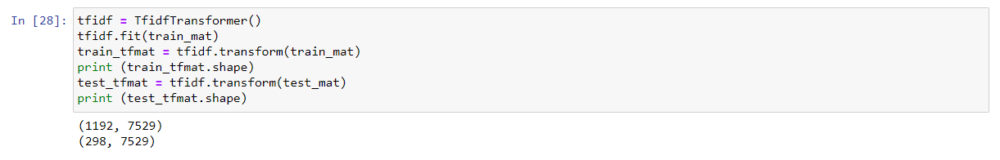 In [28]: tfidf = TfidfTransformer()
tfidf.fit(train_mat)
train_tfmat = tfidf.transform(train_mat)
print (train_tfmat.shape)
test_tfmat = tfidf.transform(test_mat)
print (test_tfmat.shape)
(1192, 7529)
(298, 7529)